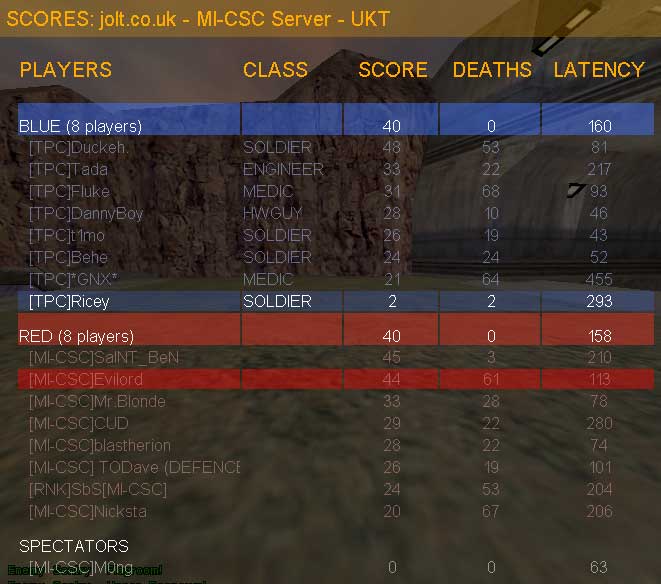 SCORES: jolt.co.uk - MI-CSC Server - UKT
PLAYERS CLASS SCORE DEATHS LATENCY
BLUE (8 players) 40 0 160
[TPC]Duckeh. SOLDIER 48 53 81
[TPC]Tada ENGINEER 33 22 217
[TPC]Fluke MEDIC 31 68 93
[TPC]DannyBoy HWGUY 28 10 46
[TPC]t1mo SOLDIER 26 19 43
[TPC]Behe SOLDIER 24 24 52
[TPC]*GNX* MEDIC 21 64 455
[TPC]Ricey SOLDIER 2 2 293
RED (8 players) 40 0 158
[MI-CSC]SaINT_BeN 45 3 210
[MI-CSC]Evilord 44 61 113
[MI-CSC]Mr.Blonde 33 28 78
[MI-CSC]CUD 29 22 280
[MI-CSC]blastherion 28 22 74
[MI-CSC] TODave (DEFENCE 26 19 101
[RNK]SbS[MI-CSC] 24 53 204
[MI-CSC]Nicksta 20 67 206
SPECTATORS
[MI-CSC]M0ng 0 0 63